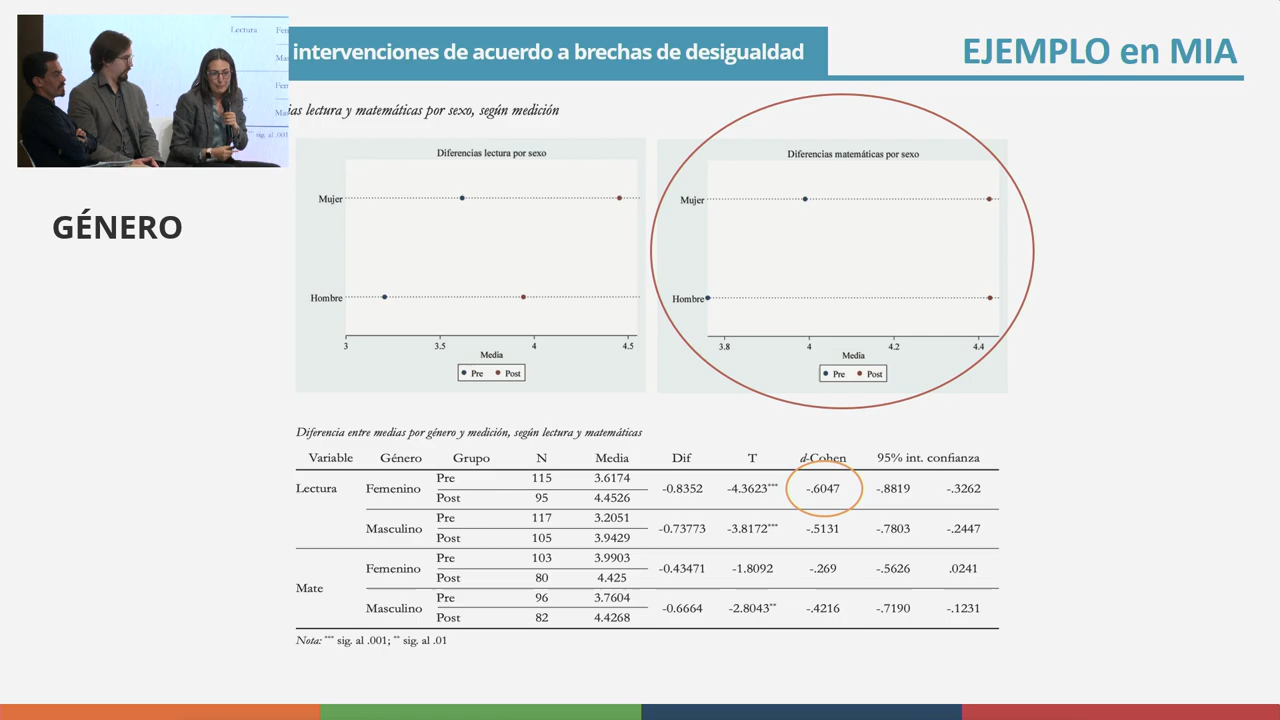 intervenciones de acuerdo a brechas de desigualdad
EJEMPLO en MIA
Lectura
GÉNERO
ias lectura y matemáticas por sexo, según medición
Diferencias lectura por sexo
Mujer
Hombre
3 3.5 4 4.5
Media
Pre Post
Diferencias matemáticas por sexo
Mujer
Hombre
3.8 4 4.2 4.4
Media
Pre Post
Diferencia entre medias por género y medición, según lectura y matemáticas
Variable Género Grupo N Media Dif T d-Cohen 95% int. confianza
Lectura Femenino Pre 115 3.6174 -0.8352 -4.3623*** -.6047 -.8819 -.3262
Post 95 4.4526
Masculino Pre 117 3.2051 -0.73773 -3.8172*** -.5131 -.7803 -.2447
Post 105 3.9429
Mate Femenino Pre 103 3.9903 -0.43471 -1.8092 -.269 -.5626 .0241
Post 80 4.425
Masculino Pre 96 3.7604 -0.6664 -2.8043** -.4216 -.7190 -.1231
Post 82 4.4268
Nota: *** sig. al .001; ** sig. al .01